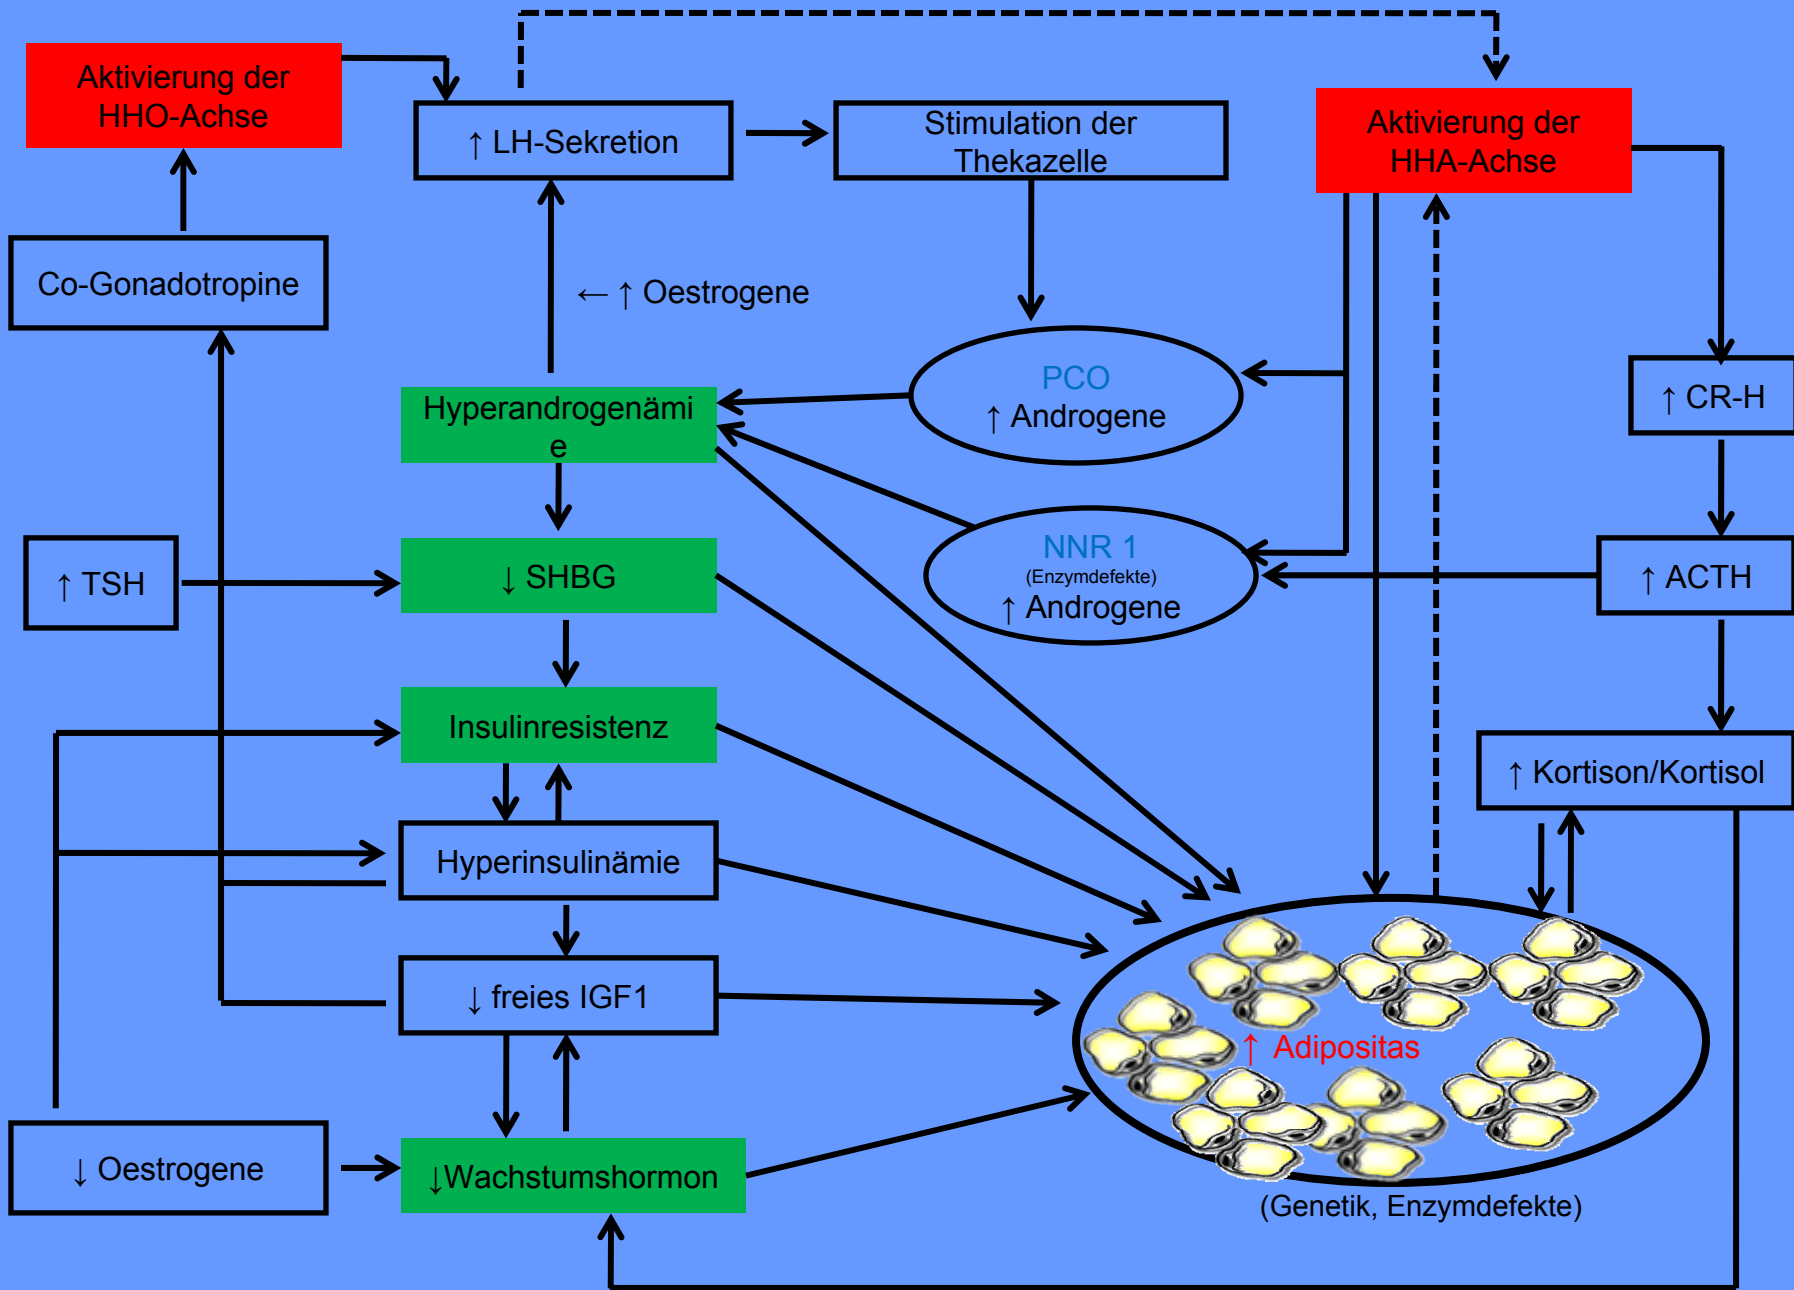 Aktivierung der
HHO-Achse
↑ LH-Sekretion
Stimulation der
Thekazelle
Aktivierung der
HHA-Achse
Co-Gonadotropine
← ↑ Oestrogene
PCO
↑ Androgene
↑ CR-H
Hyperandrogenämi
e
NNR 1
(Enzymdefekte)
↑ Androgene
↑ TSH
↓ SHBG
↑ ACTH
Insulinresistenz
↑ Kortison/Kortisol
Hyperinsulinämie
↓ freies IGF1
↑ Adipositas
↓ Oestrogene
↓Wachstumshormon
(Genetik, Enzymdefekte)